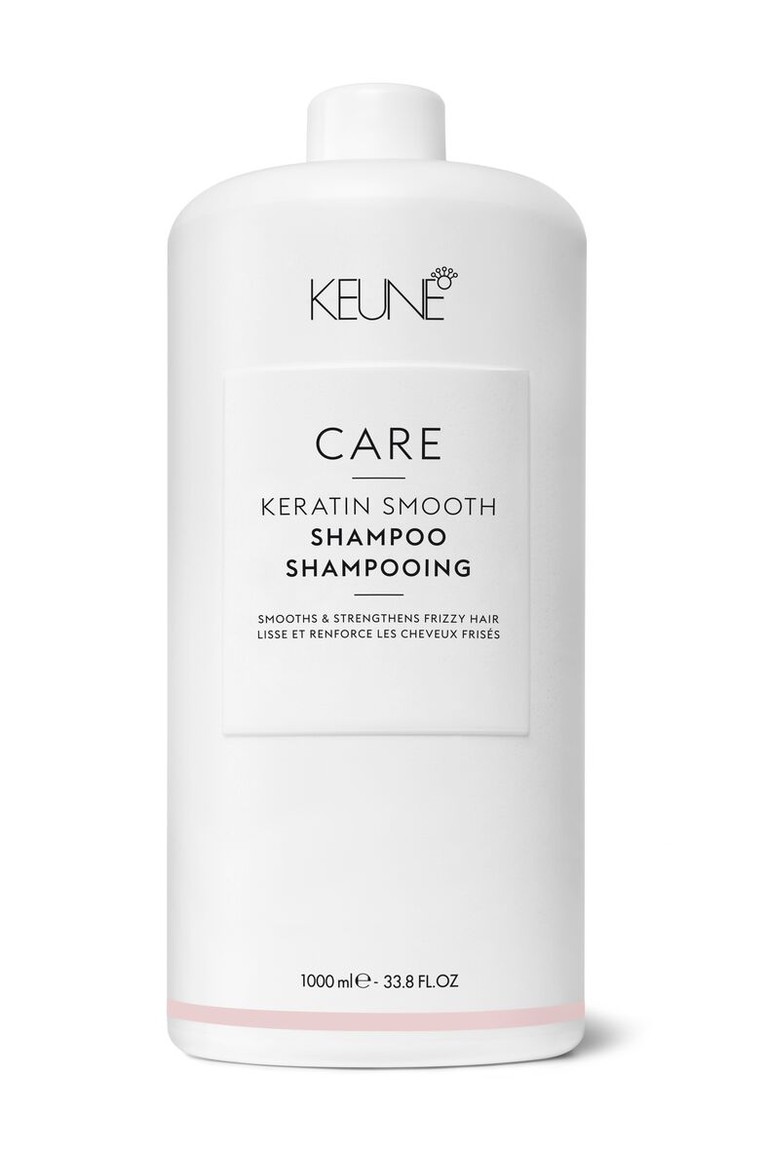 KEUNE
CARE
KERATIN SMOOTH
SHAMPOO
SHAMPOOING
SMOOTHS & STRENGTHENS FRIZZY HAIR
LISSE ET RENFORCE LES CHEVEUX FRISÉS
1000 ml℮ - 33.8 FL.OZ